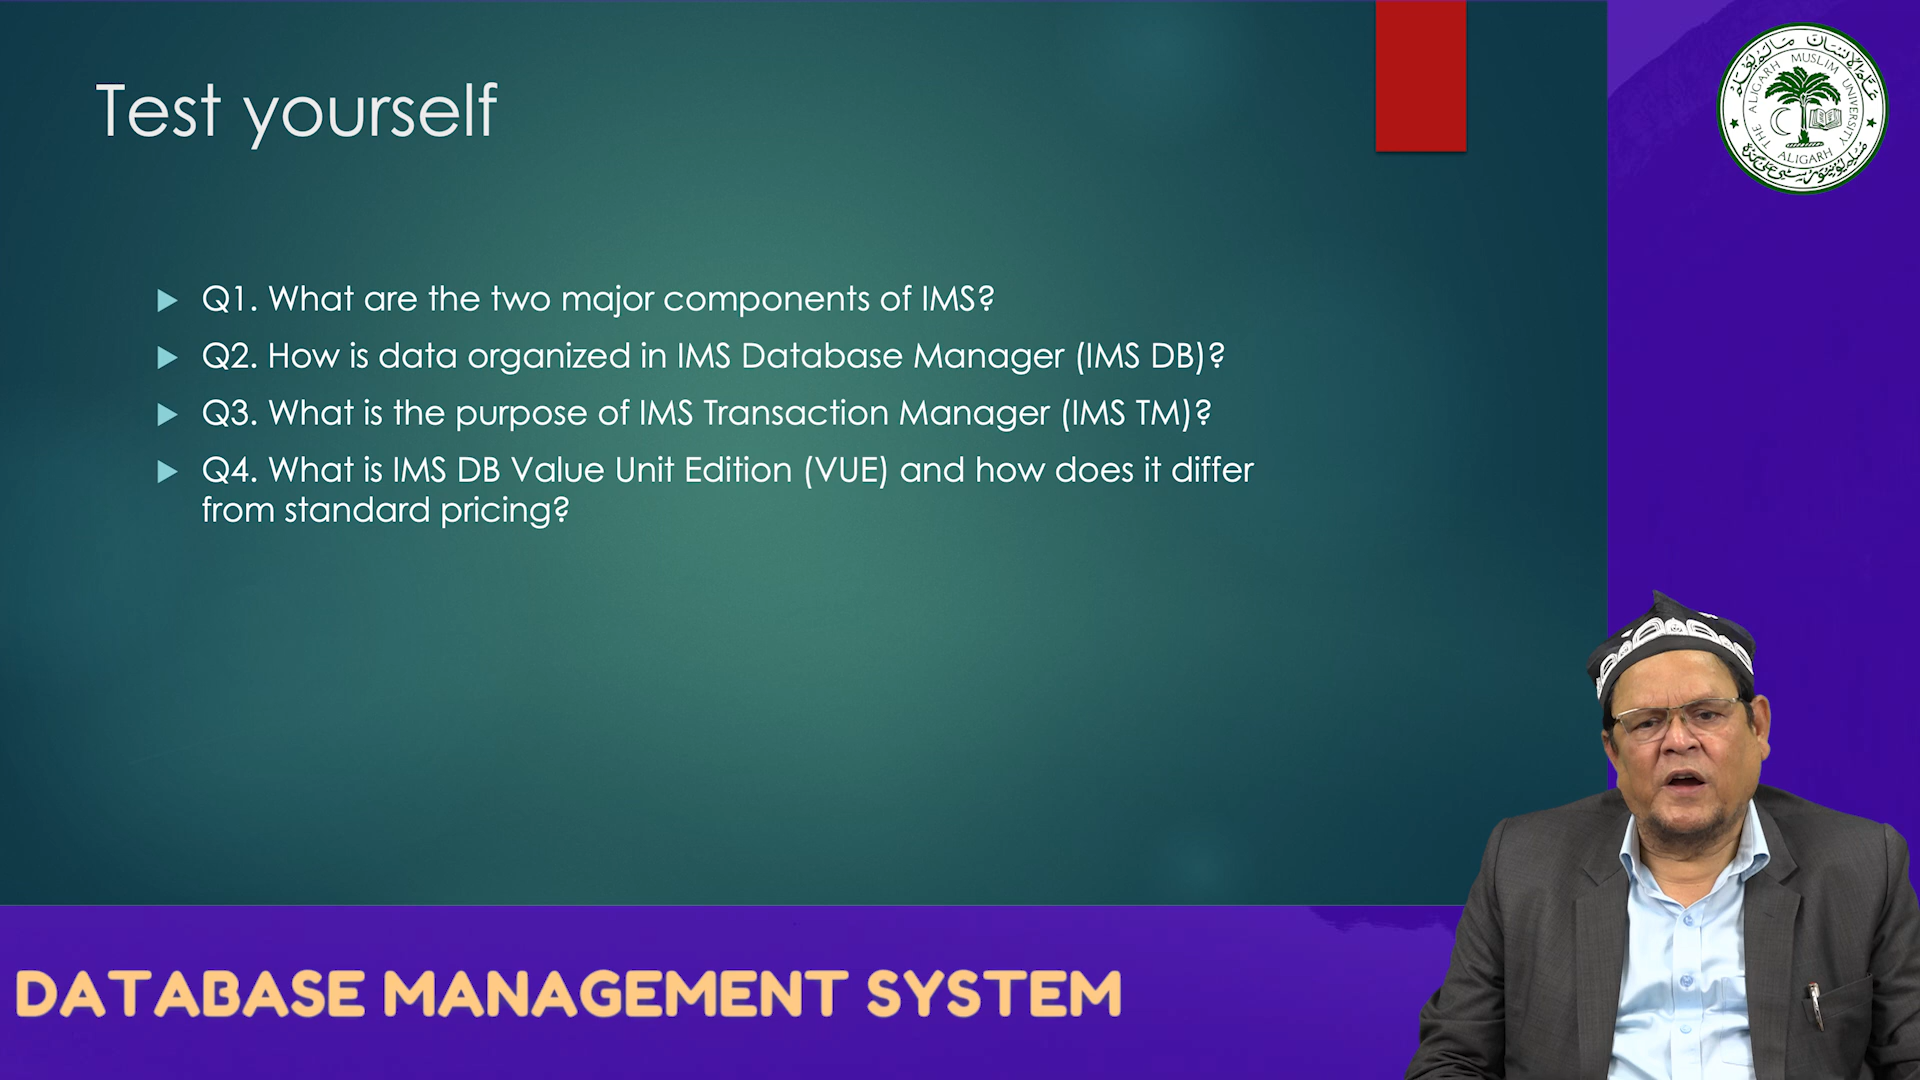 Test yourself
Q1. What are the two major components of IMS?
Q2. How is data organized in IMS Database Manager (IMS DB)?
Q3. What is the purpose of IMS Transaction Manager (IMS TM)?
Q4. What is IMS DB Value Unit Edition (VUE) and how does it differ
from standard pricing?
THE ALIGARH MUSLIM UNIVERSITY
ALIGARH
DATABASE MANAGEMENT SYSTEM